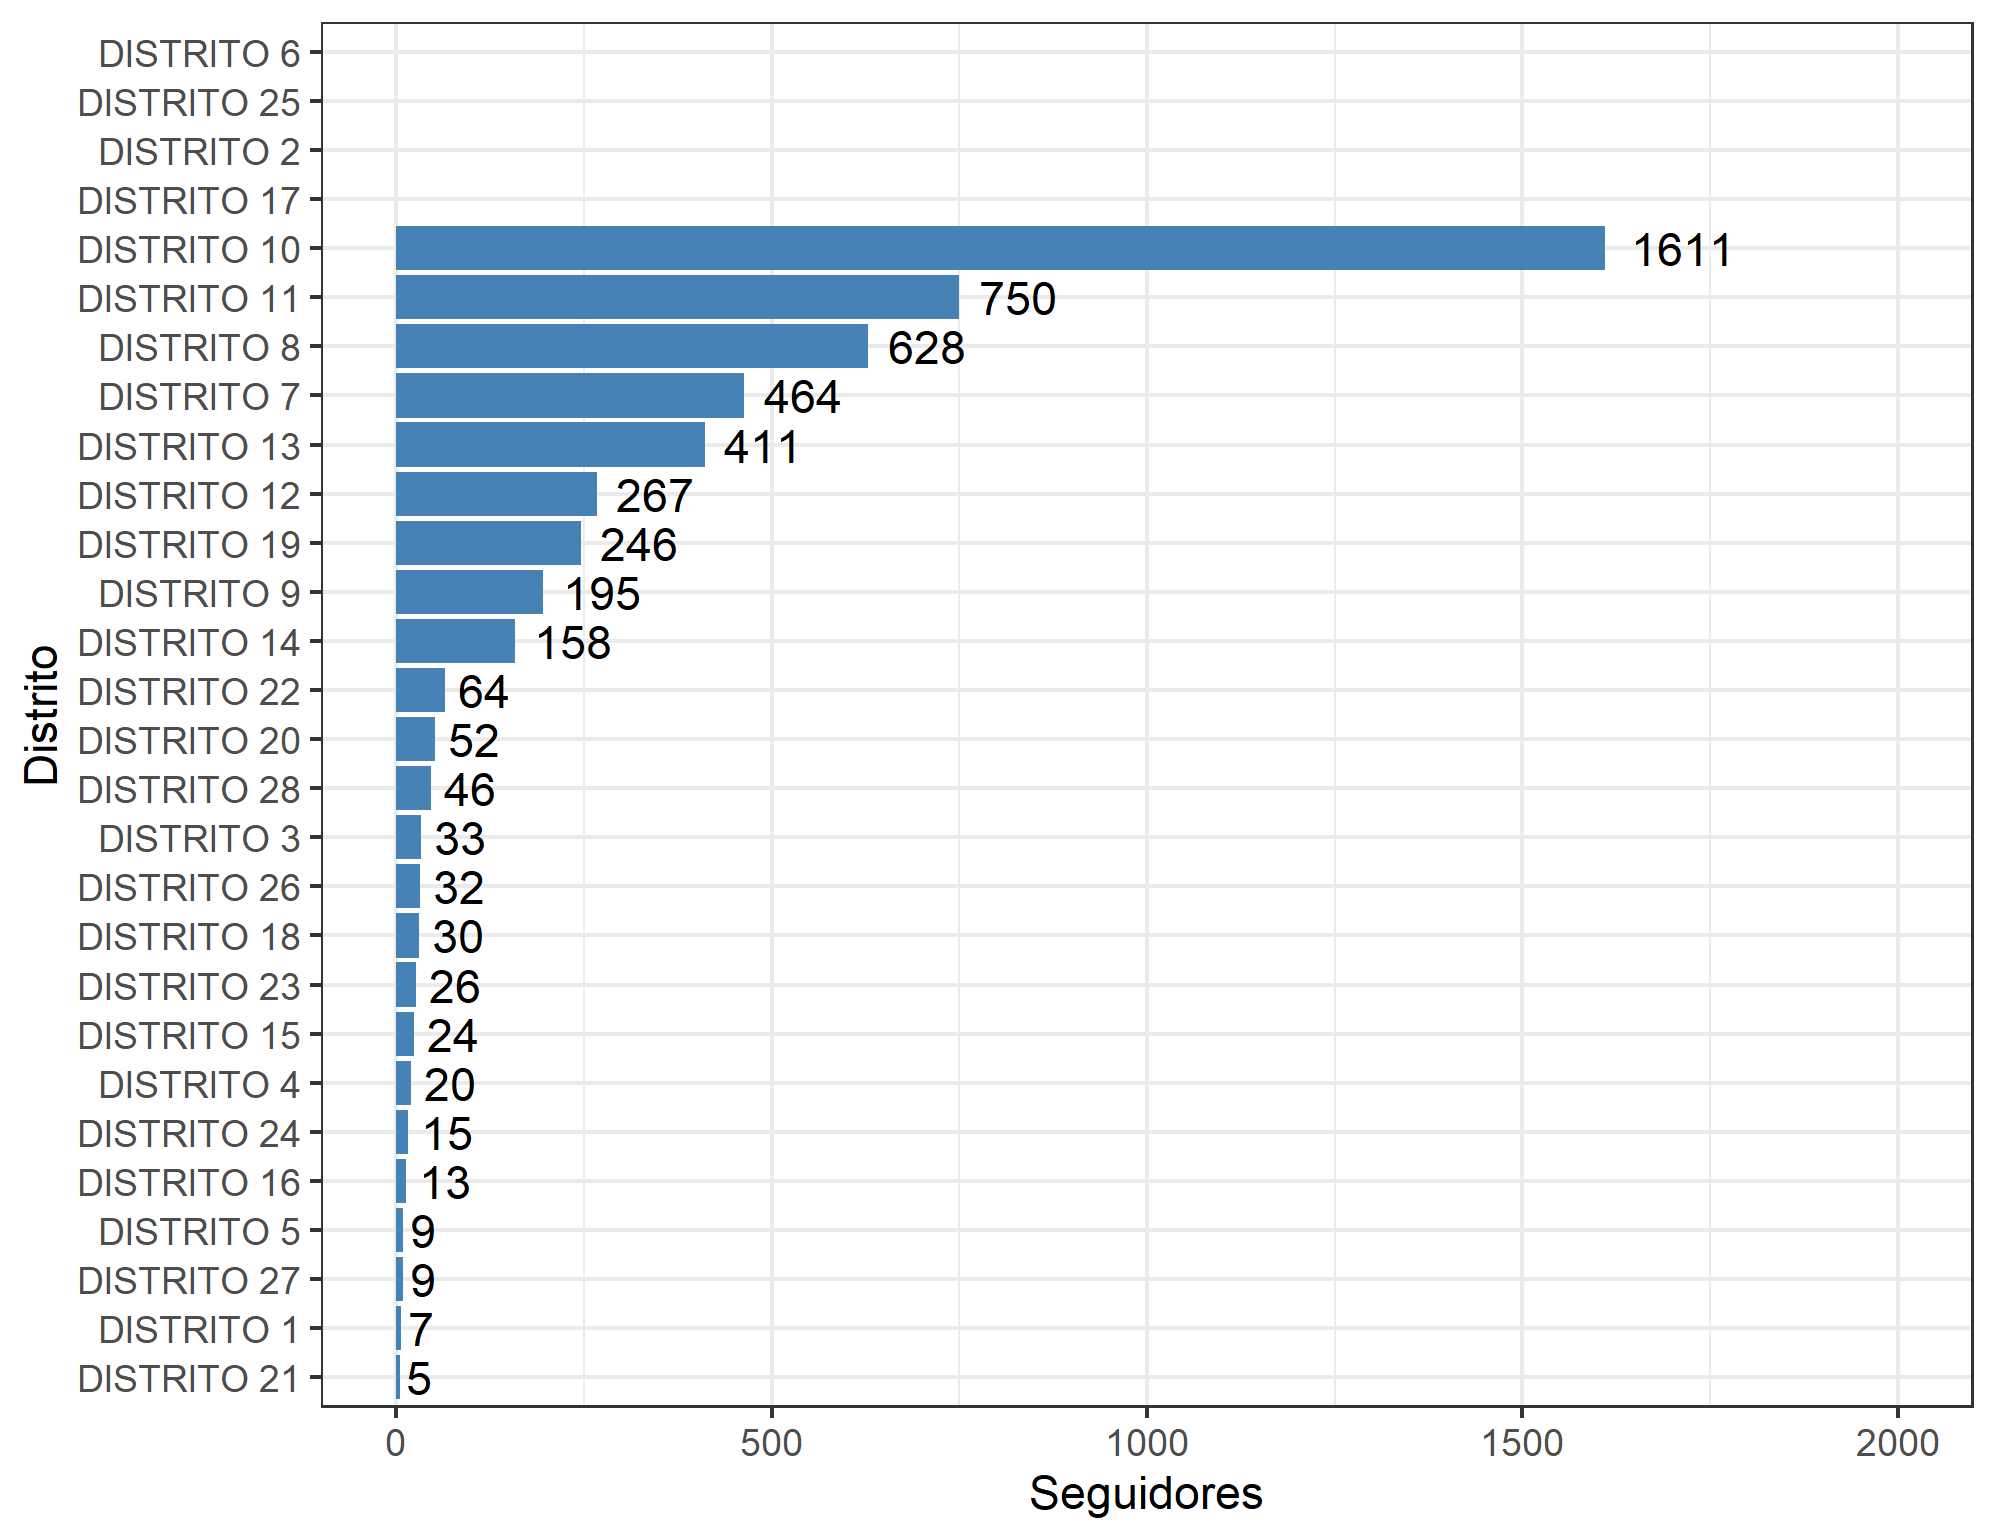 DISTRITO 6
DISTRITO 25
DISTRITO 2
DISTRITO 17
DISTRITO 10 1611
DISTRITO 11 750
DISTRITO 8 628
DISTRITO 7 464
DISTRITO 13 411
DISTRITO 12 267
DISTRITO 19 246
DISTRITO 9 195
DISTRITO 14 158
DISTRITO 22 64
DISTRITO 20 52
DISTRITO 28 46
DISTRITO 3 33
DISTRITO 26 32
DISTRITO 18 30
DISTRITO 23 26
DISTRITO 15 24
DISTRITO 4 20
DISTRITO 24 15
DISTRITO 16 13
DISTRITO 5 9
DISTRITO 27 9
DISTRITO 1 7
DISTRITO 21 5
Distrito
0 500 1000 1500 2000
Seguidores